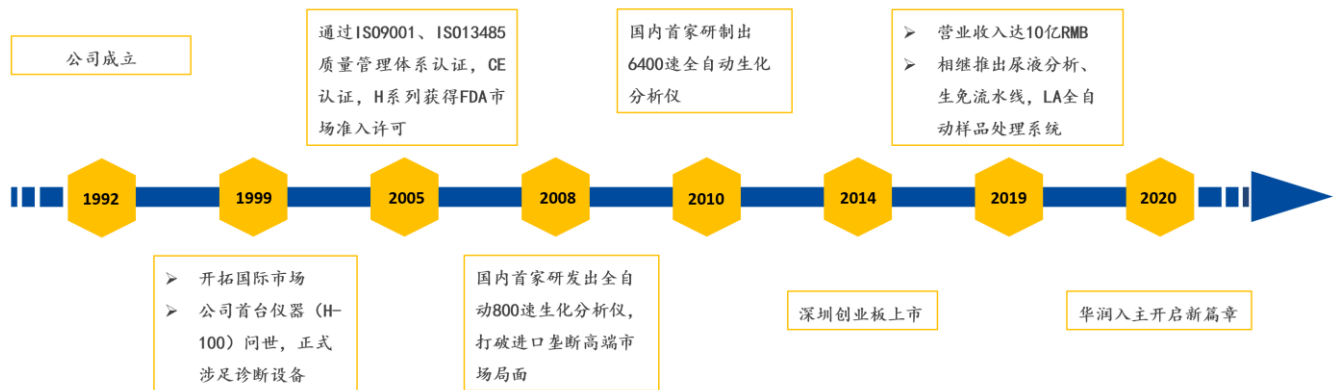 公司成立
通过ISO9001、ISO13485
质量管理体系认证，CE
认证，H系列获得FDA市
场准入许可
国内首家研制出
6400速全自动生化
分析仪
➢ 营业收入达10亿RMB
➢ 相继推出尿液分析、
生免流水线，LA全自
动样品处理系统
1992
1999
2005
2008
2010
2014
2019
2020
➢ 开拓国际市场
➢ 公司首台仪器（H-
100）问世，正式
涉足诊断设备
国内首家研发出全自
动800速生化分析仪，
打破进口垄断高端市
场局面
深圳创业板上市
华润入主开启新篇章